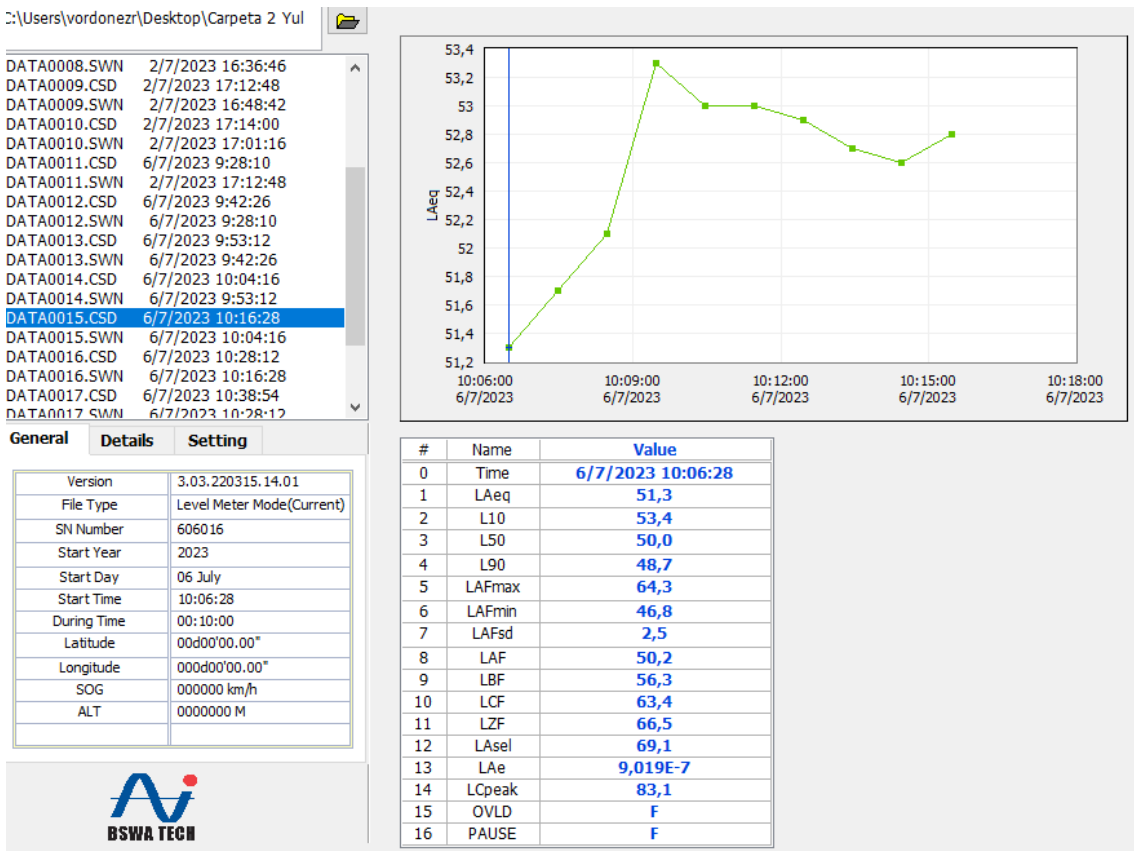 C:\Users\vordonezr\Desktop\Carpeta 2 Yul
DATA0008.SWN 2/7/2023 16:36:46
DATA0009.CSD 2/7/2023 17:12:48
DATA0009.SWN 2/7/2023 16:48:42
DATA0010.CSD 2/7/2023 17:14:00
DATA0010.SWN 2/7/2023 17:01:16
DATA0011.CSD 6/7/2023 9:28:10
DATA0011.SWN 2/7/2023 17:12:48
DATA0012.CSD 6/7/2023 9:42:26
DATA0012.SWN 6/7/2023 9:28:10
DATA0013.CSD 6/7/2023 9:53:12
DATA0013.SWN 6/7/2023 9:42:26
DATA0014.CSD 6/7/2023 10:04:16
DATA0014.SWN 6/7/2023 9:53:12
DATA0015.CSD 6/7/2023 10:16:28
DATA0015.SWN 6/7/2023 10:04:16
DATA0016.CSD 6/7/2023 10:28:12
DATA0016.SWN 6/7/2023 10:16:28
DATA0017.CSD 6/7/2023 10:38:54
DATA0017.SWN 6/7/2023 10:28:12
General Details Setting
Version 3.03.220315.14.01
File Type Level Meter Mode(Current)
SN Number 606016
Start Year 2023
Start Day 06 July
Start Time 10:06:28
During Time 00:10:00
Latitude 00d00'00.00"
Longitude 000d00'00.00"
SOG 000000 km/h
ALT 0000000 M
BSWA TECH
LAeq
53,4
53,2
53
52,8
52,6
52,4
52,2
52
51,8
51,6
51,4
51,2
10:06:00 10:09:00 10:12:00 10:15:00 10:18:00
6/7/2023 6/7/2023 6/7/2023 6/7/2023 6/7/2023
# Name Value
0 Time 6/7/2023 10:06:28
1 LAeq 51,3
2 L10 53,4
3 L50 50,0
4 L90 48,7
5 LAFmax 64,3
6 LAFmin 46,8
7 LAFsd 2,5
8 LAF 50,2
9 LBF 56,3
10 LCF 63,4
11 LZF 66,5
12 LAsel 69,1
13 LAe 9,019E-7
14 LCpeak 83,1
15 OVLD F
16 PAUSE F